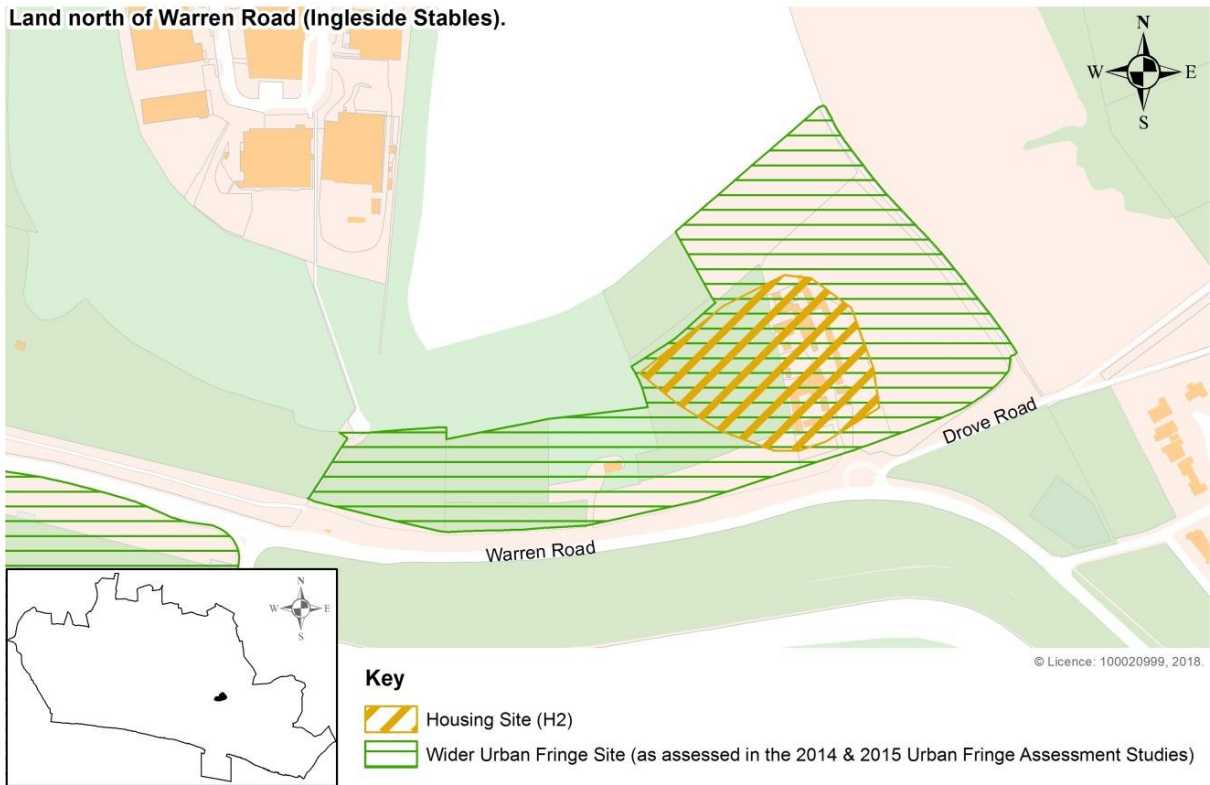 Land north of Warren Road (Ingleside Stables).
N
W E
S
Drove Road
Warren Road
N
W E
S
© Licence: 100020999, 2018.
Key
Housing Site (H2)
Wider Urban Fringe Site (as assessed in the 2014 & 2015 Urban Fringe Assessment Studies)